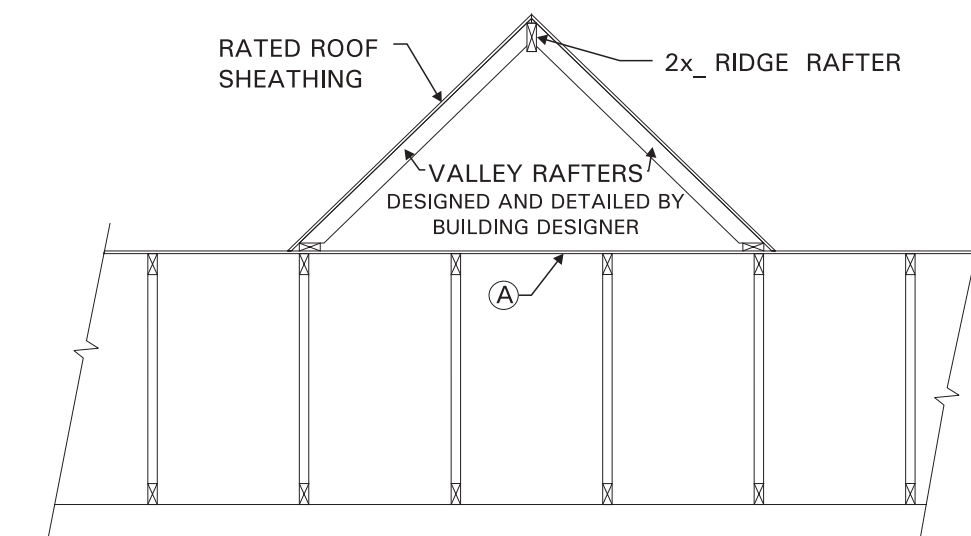 RATED ROOF
SHEATHING
2x_ RIDGE RAFTER
VALLEY RAFTERS
DESIGNED AND DETAILED BY
BUILDING DESIGNER
A